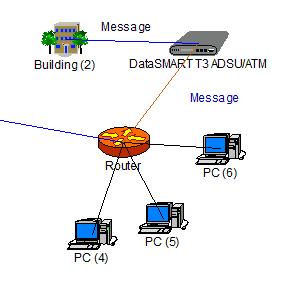 Message
Building (2)
DataSMART T3 ADSU/ATM
Message
Router
PC (6)
PC (5)
PC (4)